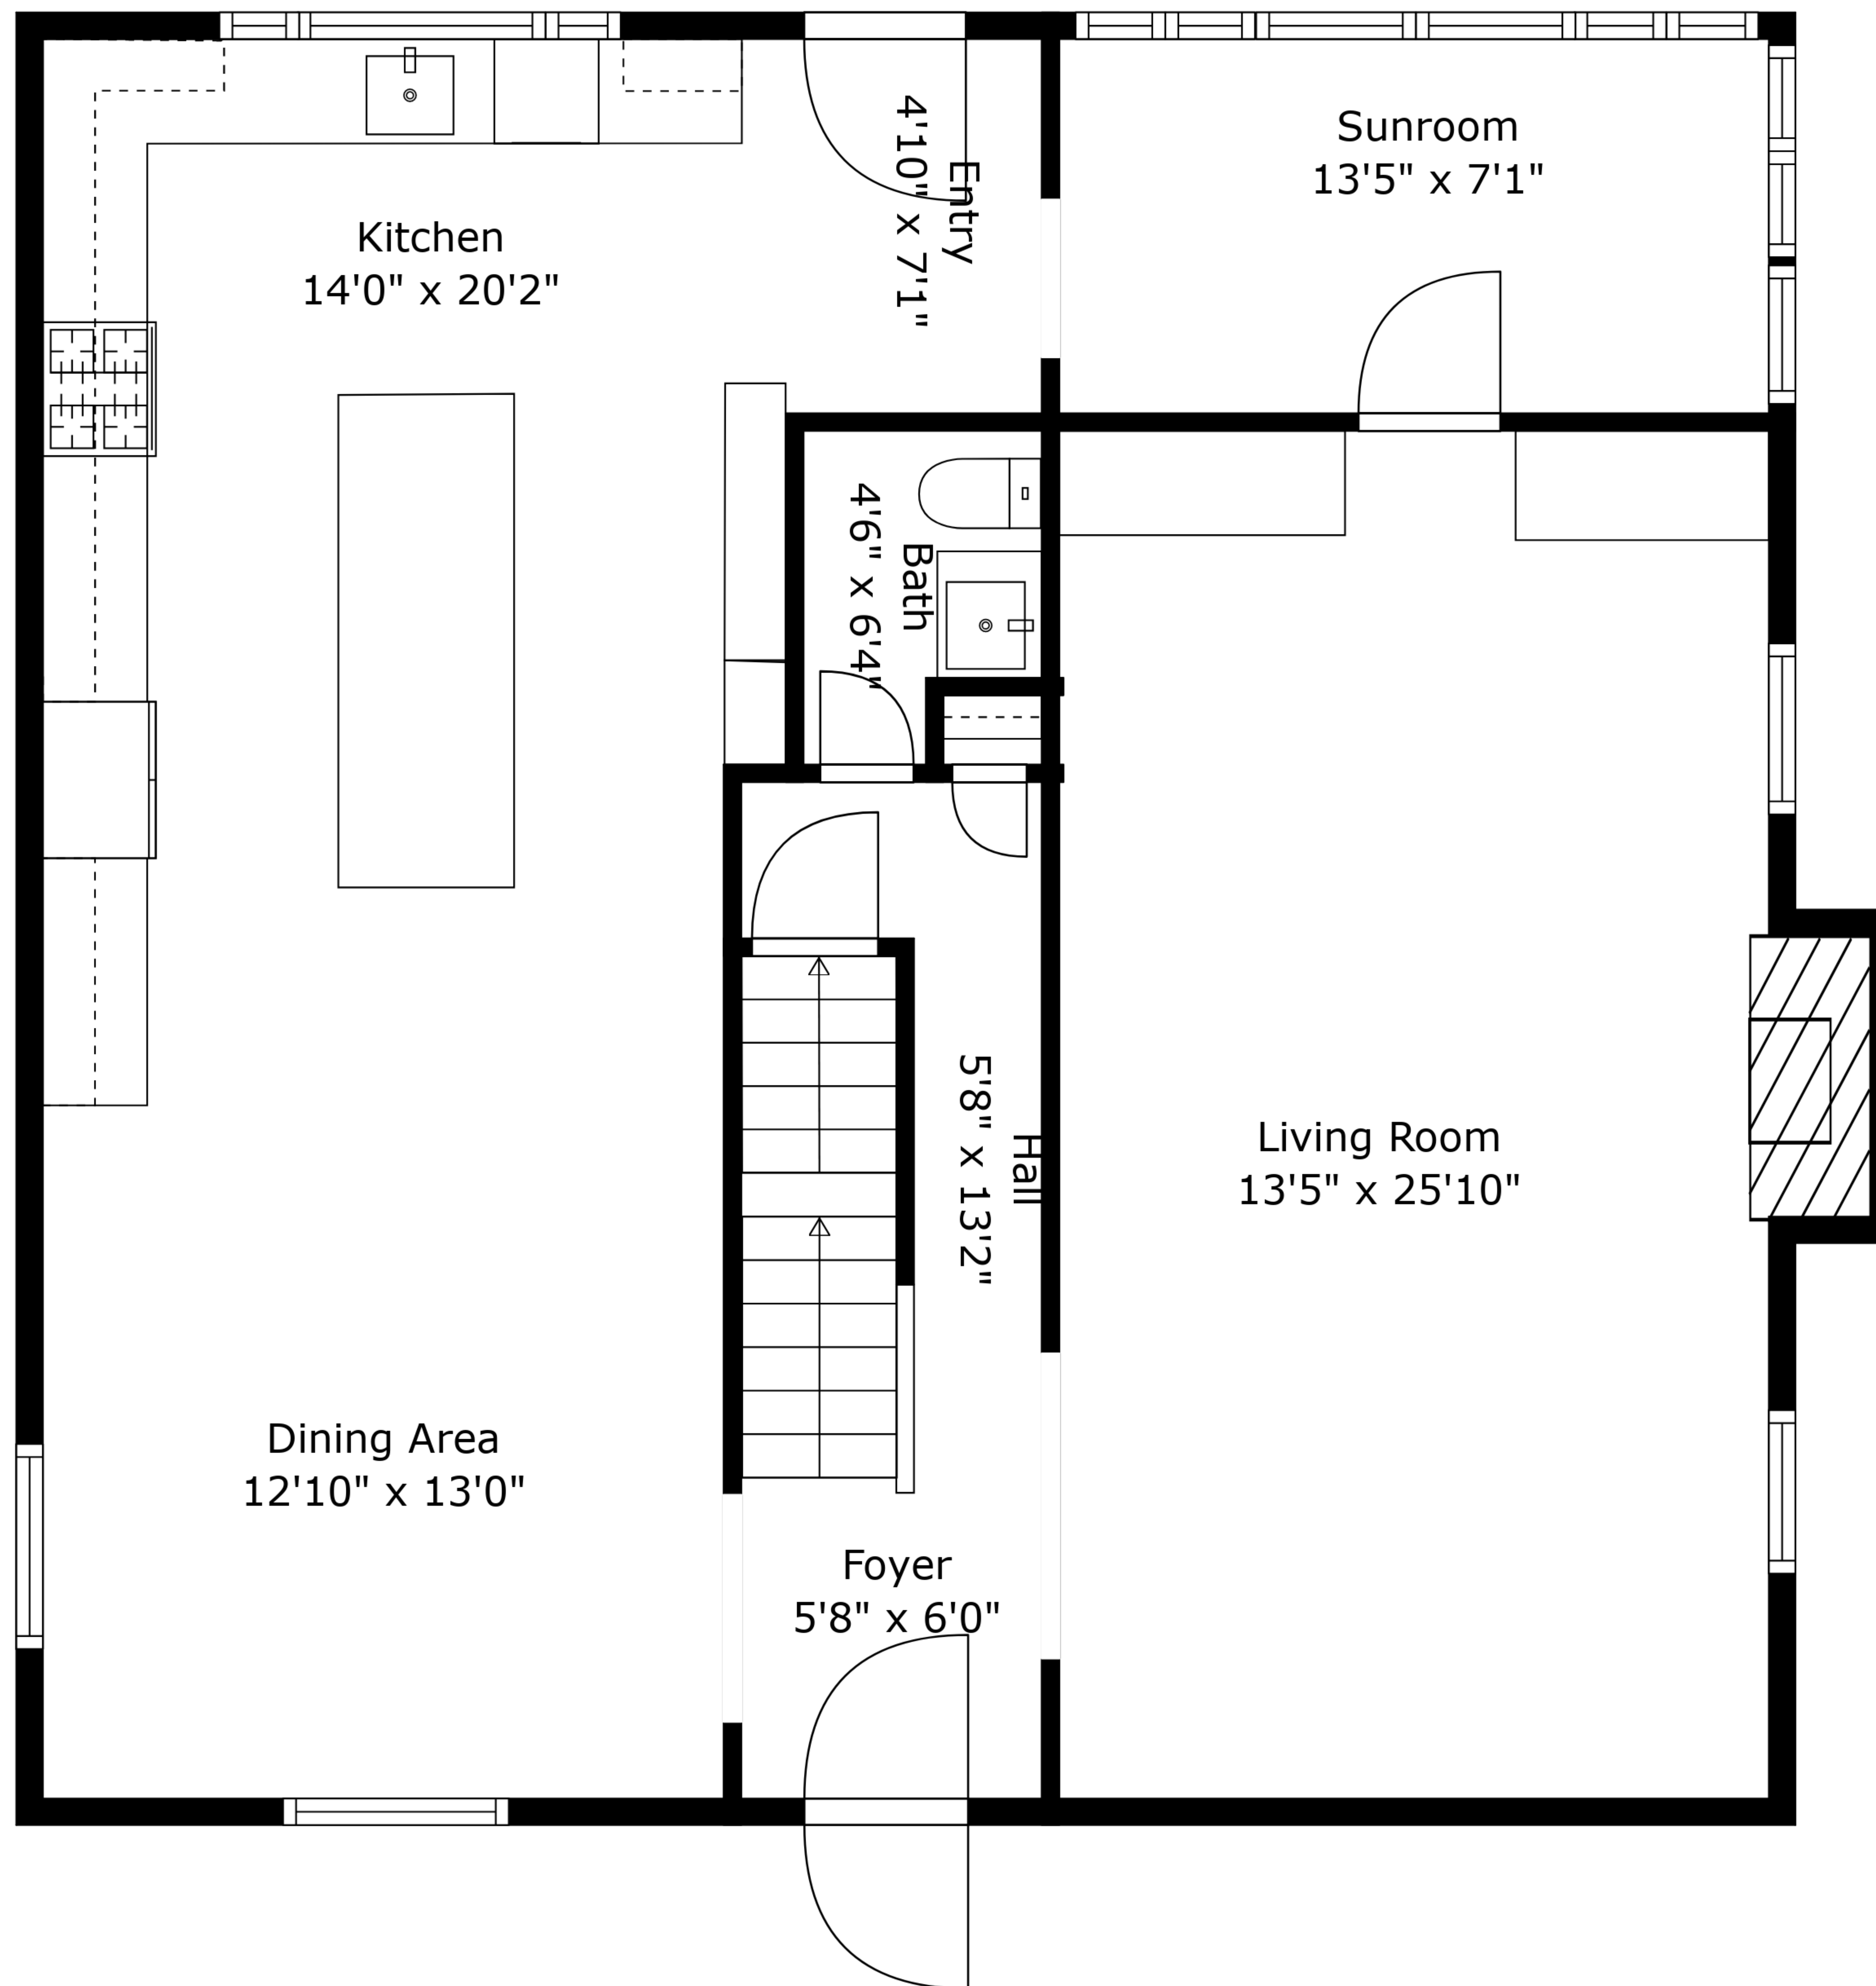 Sunroom
13'5" x 7'1"
Entry
4'10" x 7'1"
Kitchen
14'0" x 20'2"
Bath
4'6" x 6'4"
Hall
5'8" x 13'2"
Living Room
13'5" x 25'10"
Dining Area
12'10" x 13'0"
Foyer
5'8" x 6'0"